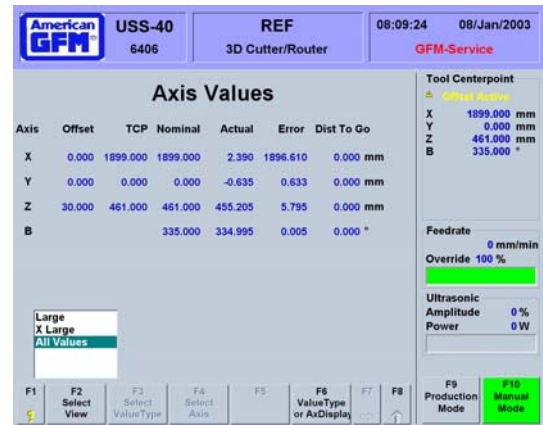 American
GFM®
USS-40
6406
REF
3D Cutter/Router
08:09:24 08/Jan/2003
GFM-Service
Axis Values
Axis Offset TCP Nominal Actual Error Dist To Go
X 0.000 1899.000 1899.000 2.390 1896.610 0.000 mm
Y 0.000 0.000 0.000 -0.635 0.633 0.000 mm
Z 30.000 461.000 461.000 455.205 5.795 0.000 mm
B 335.000 334.995 0.005 0.000 °
Large
X Large
All Values
Tool Centerpoint
Offset Active
X 1899.000 mm
Y 0.000 mm
Z 461.000 mm
B 335.000 °
Feedrate
0 mm/min
Override 100 %
Ultrasonic
Amplitude 0 %
Power 0 W
F1
F2
Select
View
F3
Select
ValueType
F4
Select
Axis
F5
F6
ValueType
or AxDisplay
F7
F8
F9
Production
Mode
F10
Manual
Mode